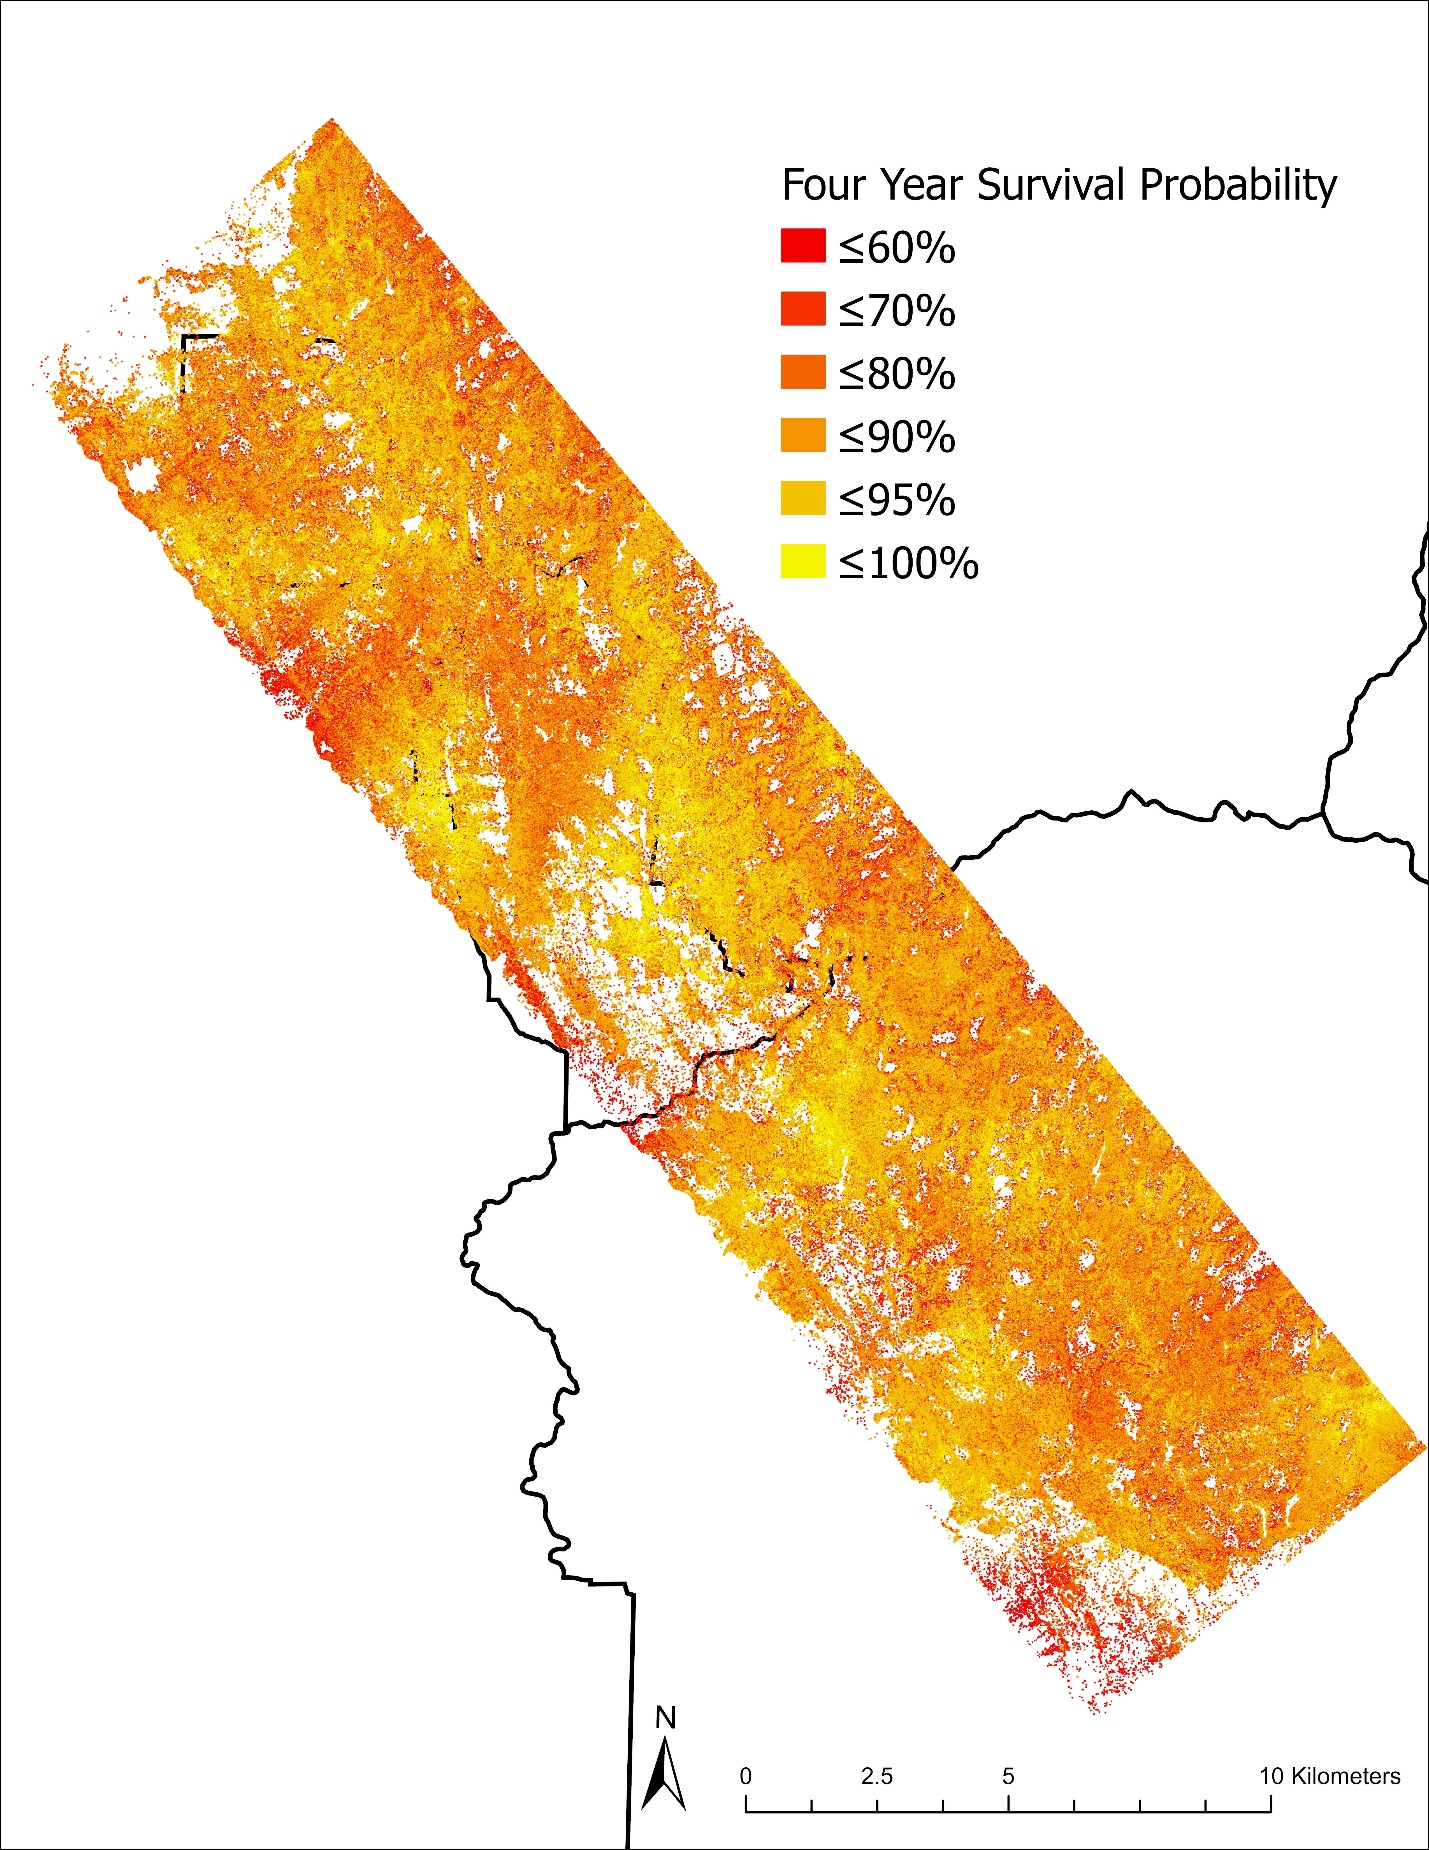 Four Year Survival Probability
≤60%
≤70%
≤80%
≤90%
≤95%
≤100%
N
0 2.5 5 10 Kilometers